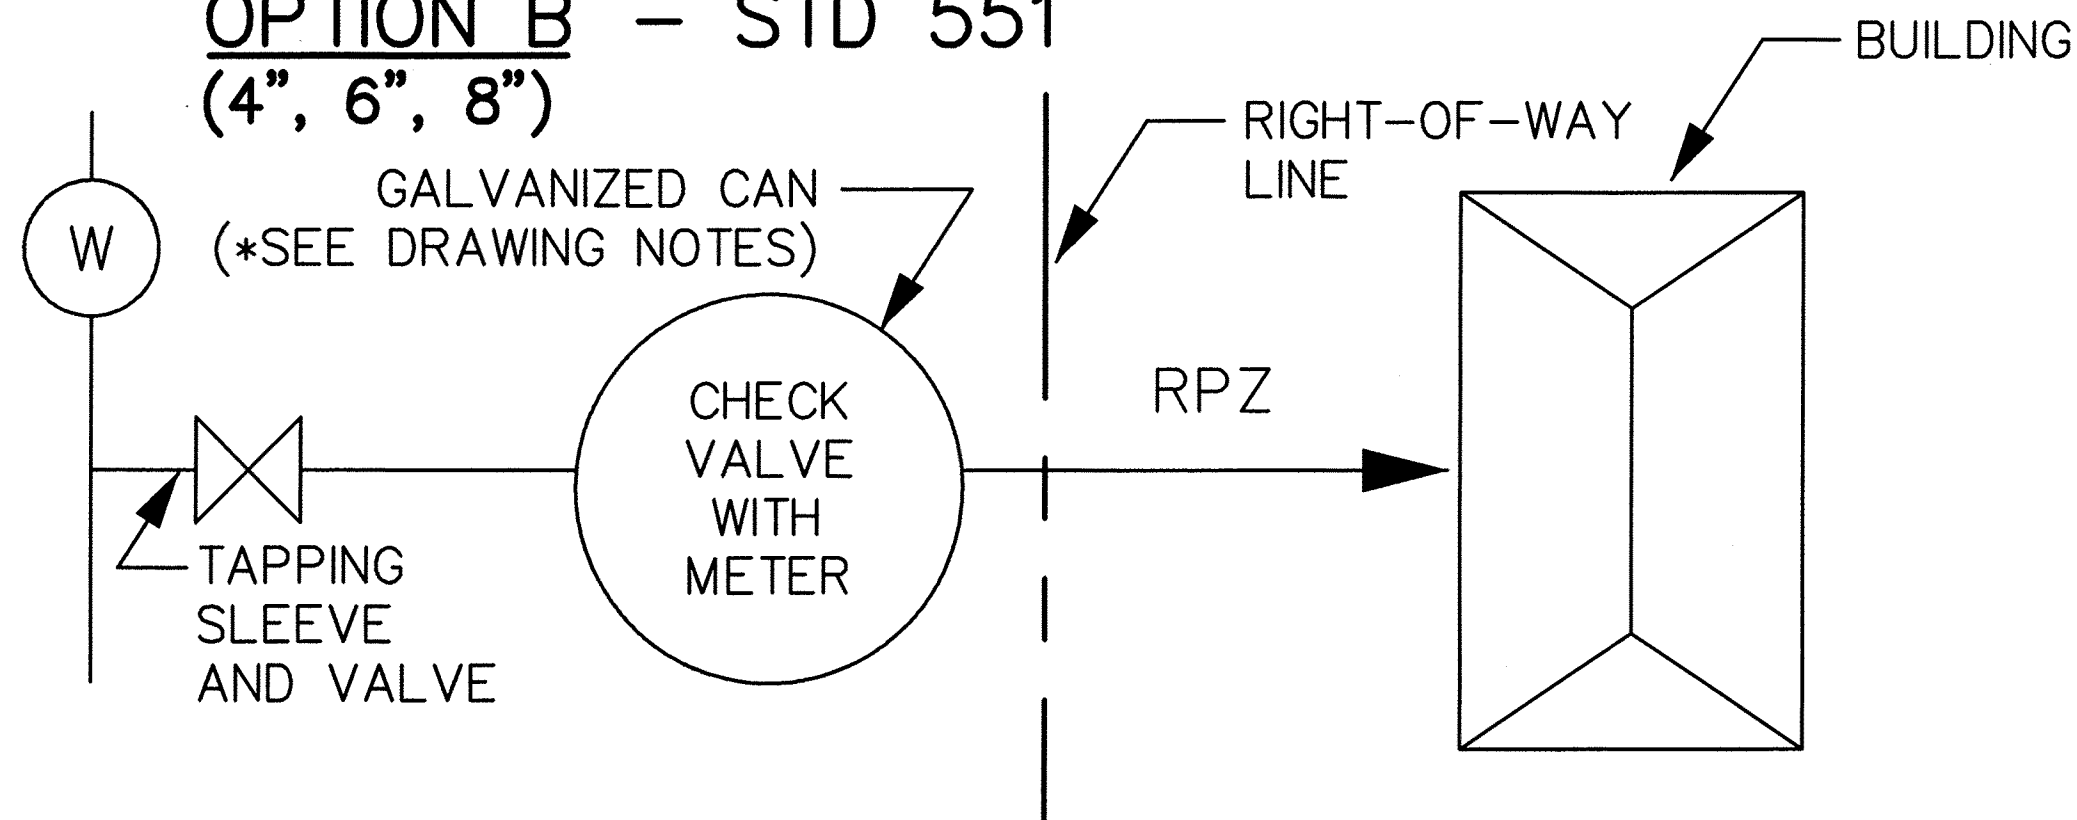 OPTION B - STD 551
(4", 6", 8")
BUILDING
RIGHT-OF-WAY
LINE
GALVANIZED CAN
(*SEE DRAWING NOTES)
W
CHECK
VALVE
WITH
METER
RPZ
TAPPING
SLEEVE
AND VALVE